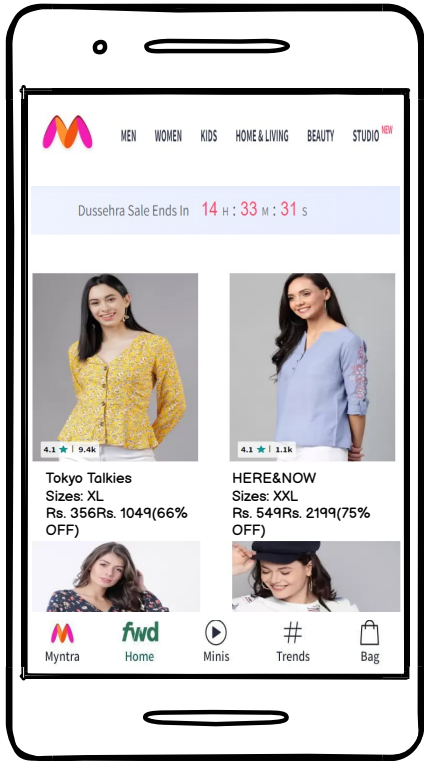 MEN WOMEN KIDS HOME & LIVING BEAUTY STUDIO NEW
Dussehra Sale Ends In 14 H : 33 M : 31 S
4.1 ★ | 9.4k
4.1 ★ | 1.1k
Tokyo Talkies
Sizes: XL
Rs. 356Rs. 1049(66%
OFF)
HERE&NOW
Sizes: XXL
Rs. 549Rs. 2199(75%
OFF)
fwd
Myntra Home Minis Trends Bag